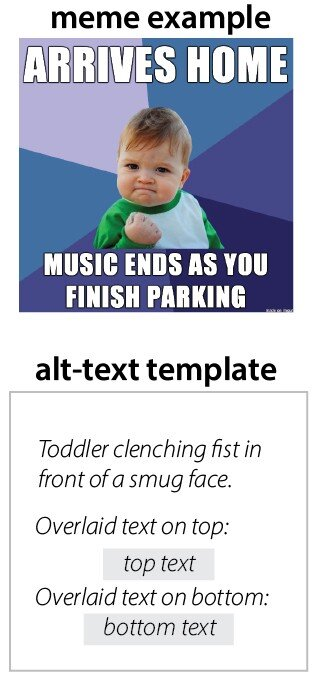 meme example
ARRIVES HOME
MUSIC ENDS AS YOU
FINISH PARKING
alt-text template
Toddler clenching fist in
front of a smug face.
Overlaid text on top:
top text
Overlaid text on bottom:
bottom text